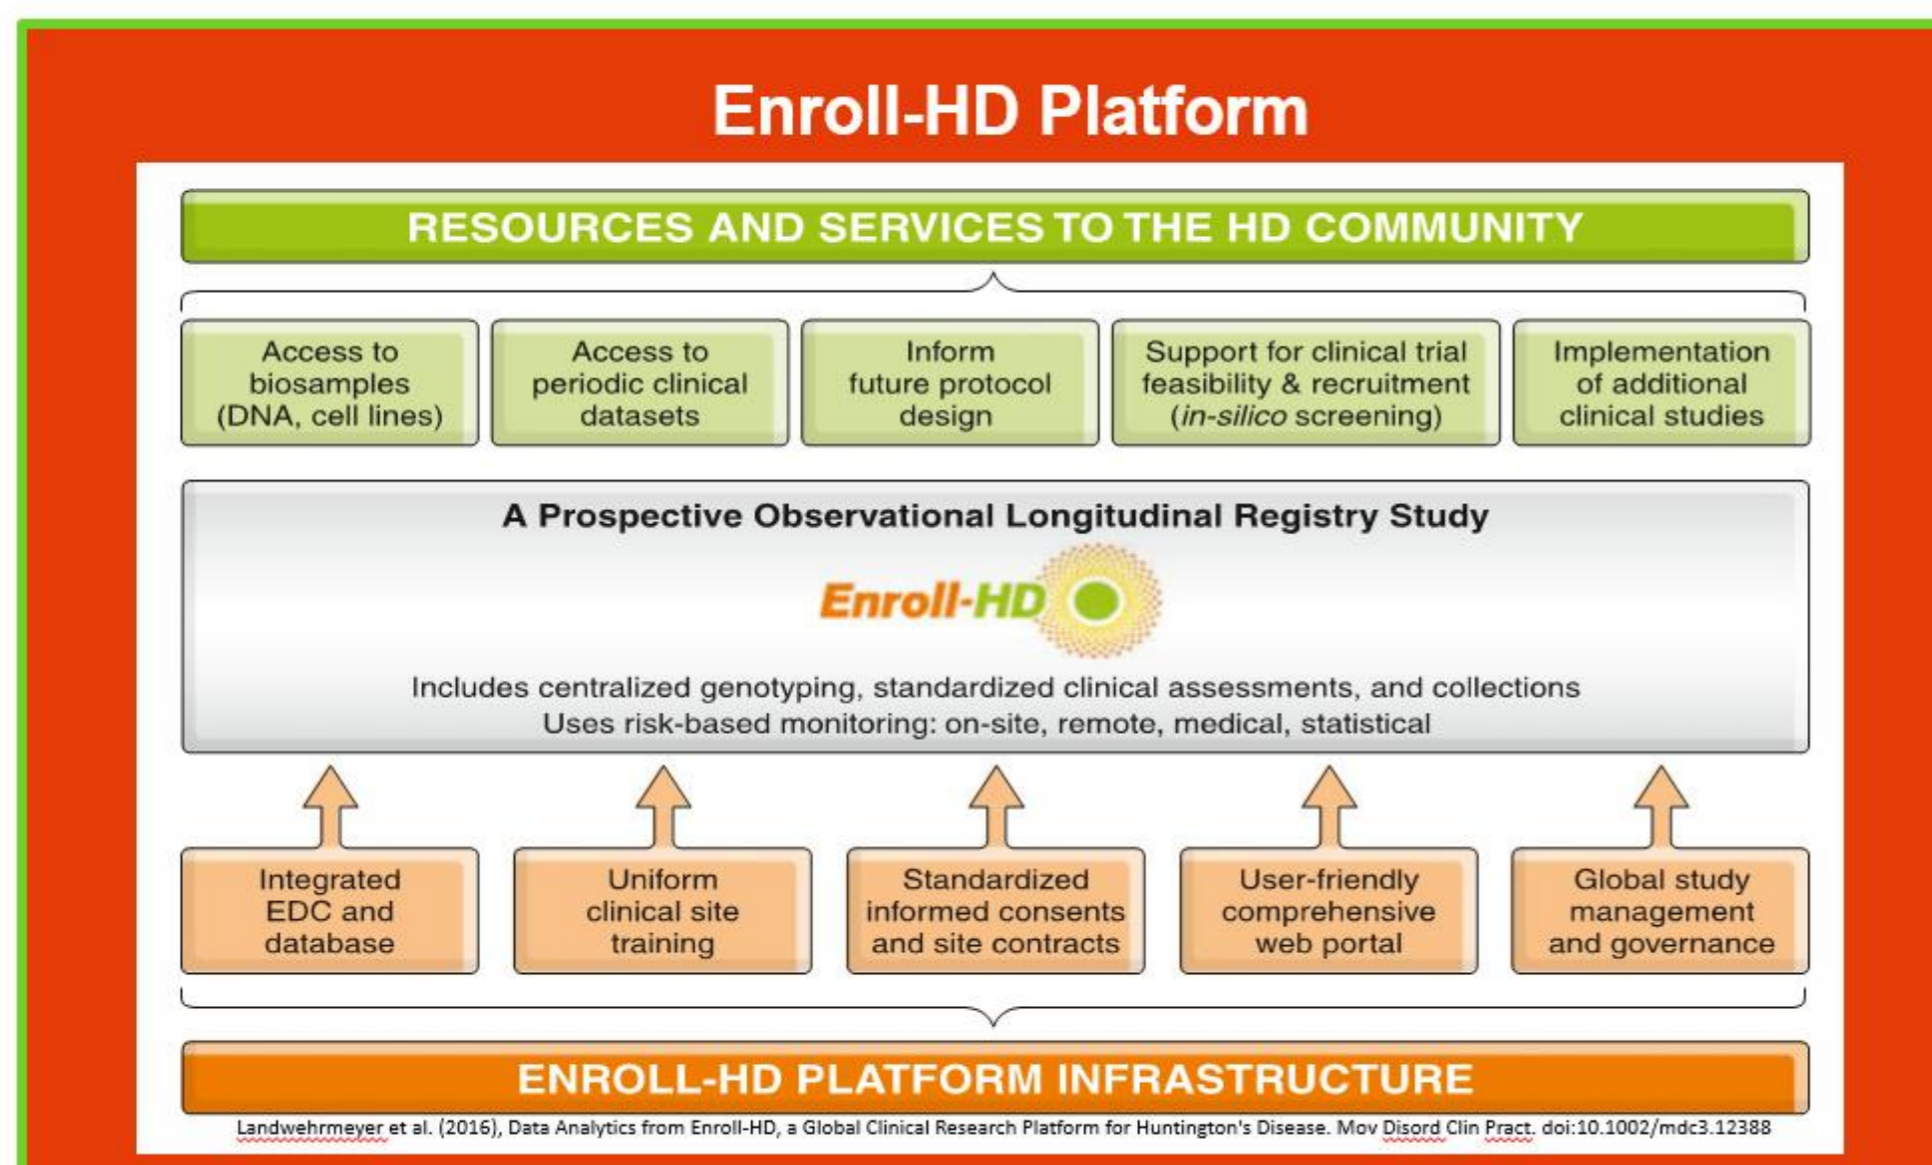 Enroll-HD Platform
RESOURCES AND SERVICES TO THE HD COMMUNITY
Access to
biosamples
(DNA, cell lines)
Access to
periodic clinical
datasets
Inform
future protocol
design
Support for clinical trial
feasibility & recruitment
(in-silico screening)
Implementation
of additional
clinical studies
A Prospective Observational Longitudinal Registry Study
Enroll-HD
Includes centralized genotyping, standardized clinical assessments, and collections
Uses risk-based monitoring: on-site, remote, medical, statistical
Integrated
EDC and
database
Uniform
clinical site
training
Standardized
informed consents
and site contracts
User-friendly
comprehensive
web portal
Global study
management
and governance
ENROLL-HD PLATFORM INFRASTRUCTURE
Landwehrmeyer et al. (2016), Data Analytics from Enroll-HD, a Global Clinical Research Platform for Huntington's Disease. Mov Disord Clin Pract. doi:10.1002/mdc3.12388